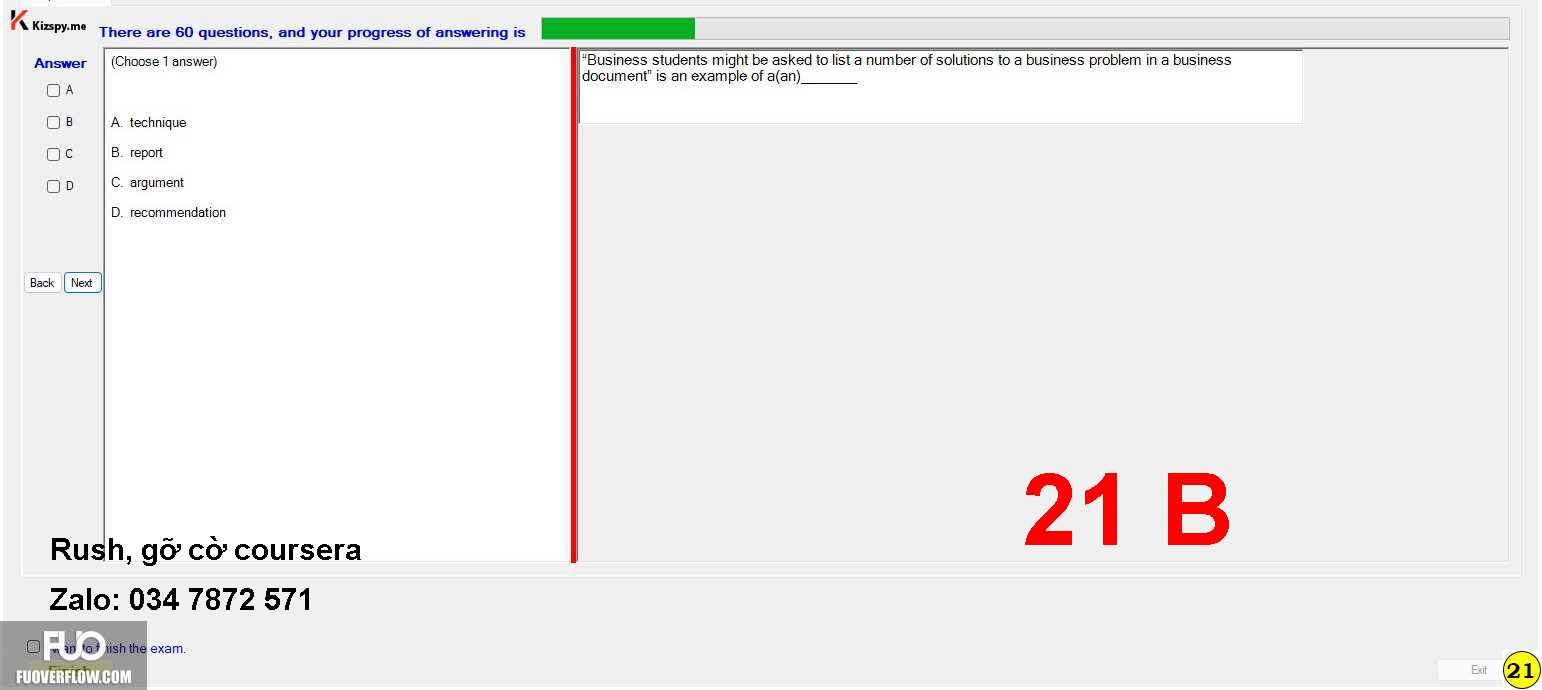 Kizspy.me
There are 60 questions, and your progress of answering is
Answer
A
B
C
D
Back
Next
(Choose 1 answer)
A. technique
B. report
C. argument
D. recommendation
“Business students might be asked to list a number of solutions to a business problem in a business
document” is an example of a(an)_______
21 B
Rush, gỡ cờ coursera
Zalo: 034 7872 571
FUO
want to finish the exam.
Finish
FUOVERFLOW.COM
Exit
21